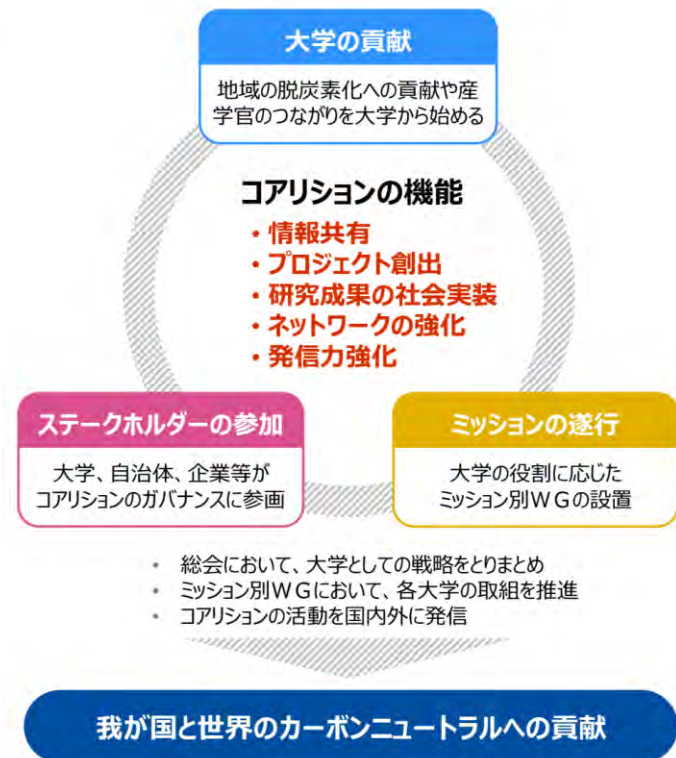 大学の貢献
地域の脱炭素化への貢献や産
学官のつながりを大学から始める
コアリションの機能
・情報共有
・プロジェクト創出
・研究成果の社会実装
・ネットワークの強化
・発信力強化
ステークホルダーの参加
大学、自治体、企業等が
コアリションのガバナンスに参画
ミッションの遂行
大学の役割に応じた
ミッション別WGの設置
・ 総会において、大学としての戦略をとりまとめ
・ ミッション別WGにおいて、各大学の取組を推進
・ コアリションの活動を国内外に発信
我が国と世界のカーボンニュートラルへの貢献